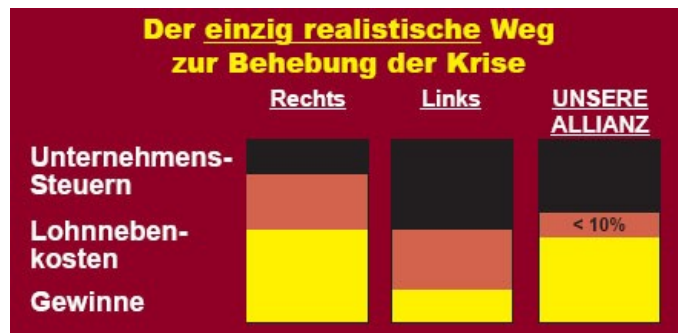 Der einzig realistische Weg
zur Behebung der Krise
Rechts Links UNSERE
ALLIANZ
Unternehmens-
Steuern
Lohnneben-
kosten
< 10%
Gewinne